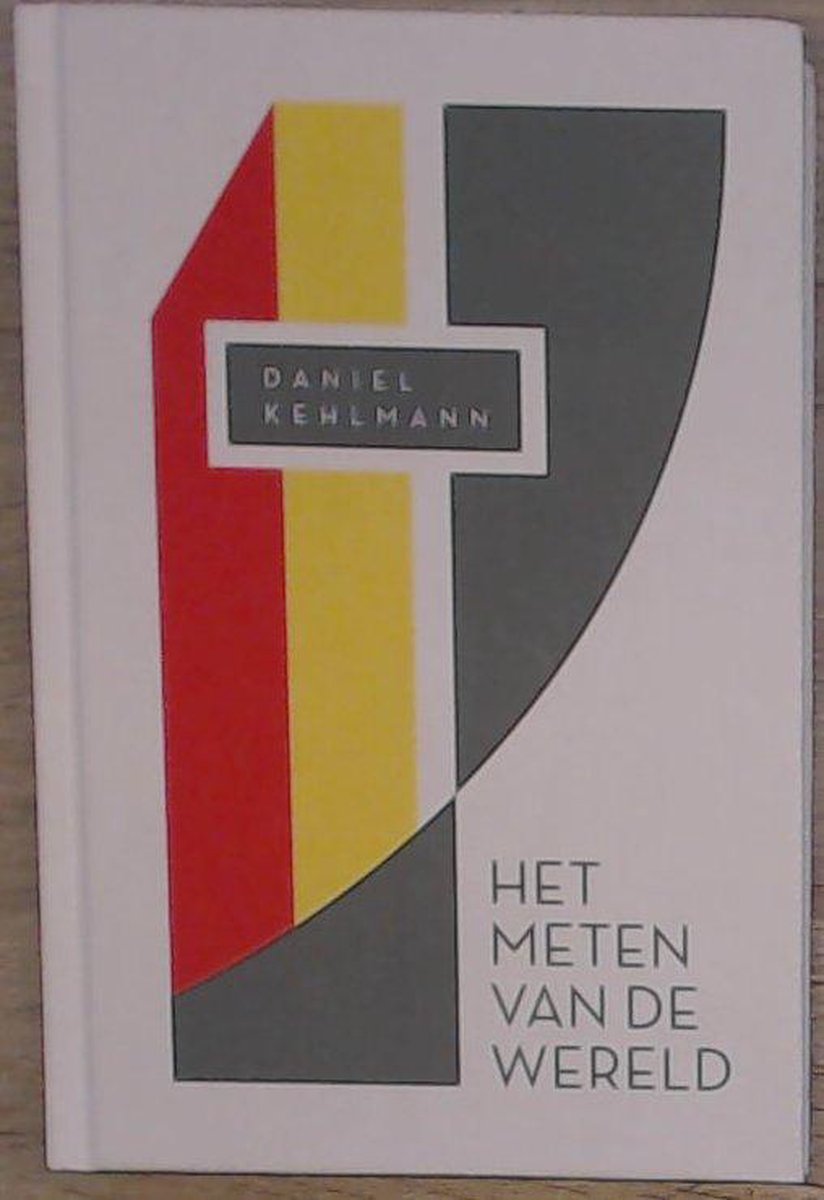 DANIEL
KEHLMANN
HET
METEN
VAN DE
WERELD